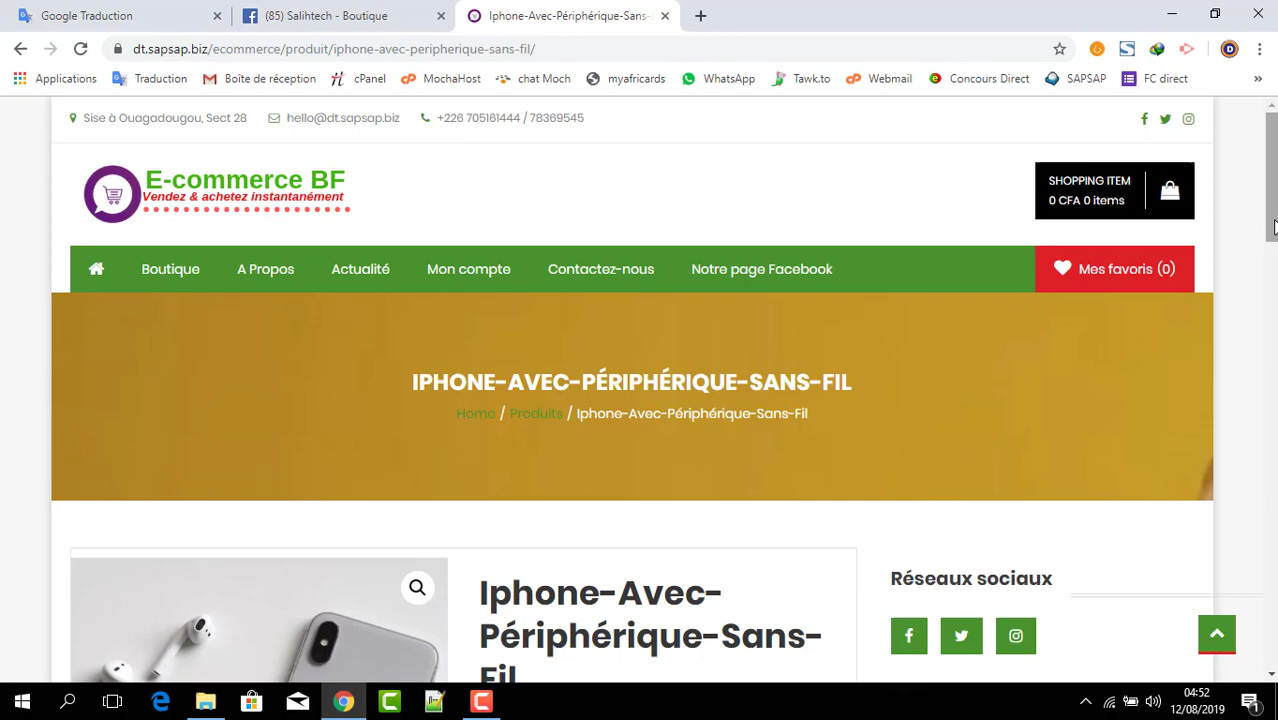 Google Traduction
(85) Salihtech - Boutique
Iphone-Avec-Périphérique-Sans-
dt.sapsap.biz/ecommerce/produit/iphone-avec-peripherique-sans-fil/
Applications Traduction Boîte de réception cPanel MochaHost chat Moch myafricards WhatsApp Tawk.to Webmail Concours Direct SAPSAP FC direct »
Sise à Ouagadougou, Sect 28 hello@dt.sapsap.biz +226 705161444 / 78369545
E-commerce BF
Vendez & achetez instantanément
SHOPPING ITEM
0 CFA 0 items
Boutique A Propos Actualité Mon compte Contactez-nous Notre page Facebook Mes favoris (0)
IPHONE-AVEC-PÉRIPHÉRIQUE-SANS-FIL
Home / Produits / Iphone-Avec-Périphérique-Sans-Fil
Iphone-Avec-
Périphérique-Sans-
Fil
Réseaux sociaux
04:52
12/08/2019